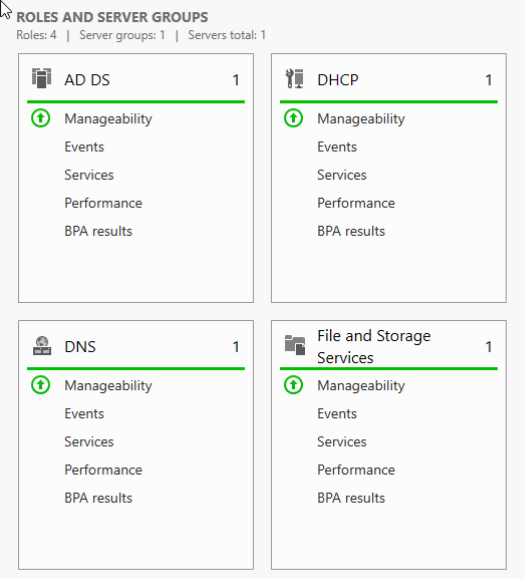 ROLES AND SERVER GROUPS
Roles: 4 | Server groups: 1 | Servers total: 1
AD DS 1
Manageability
Events
Services
Performance
BPA results
DHCP 1
Manageability
Events
Services
Performance
BPA results
DNS 1
Manageability
Events
Services
Performance
BPA results
File and Storage
Services 1
Manageability
Events
Services
Performance
BPA results